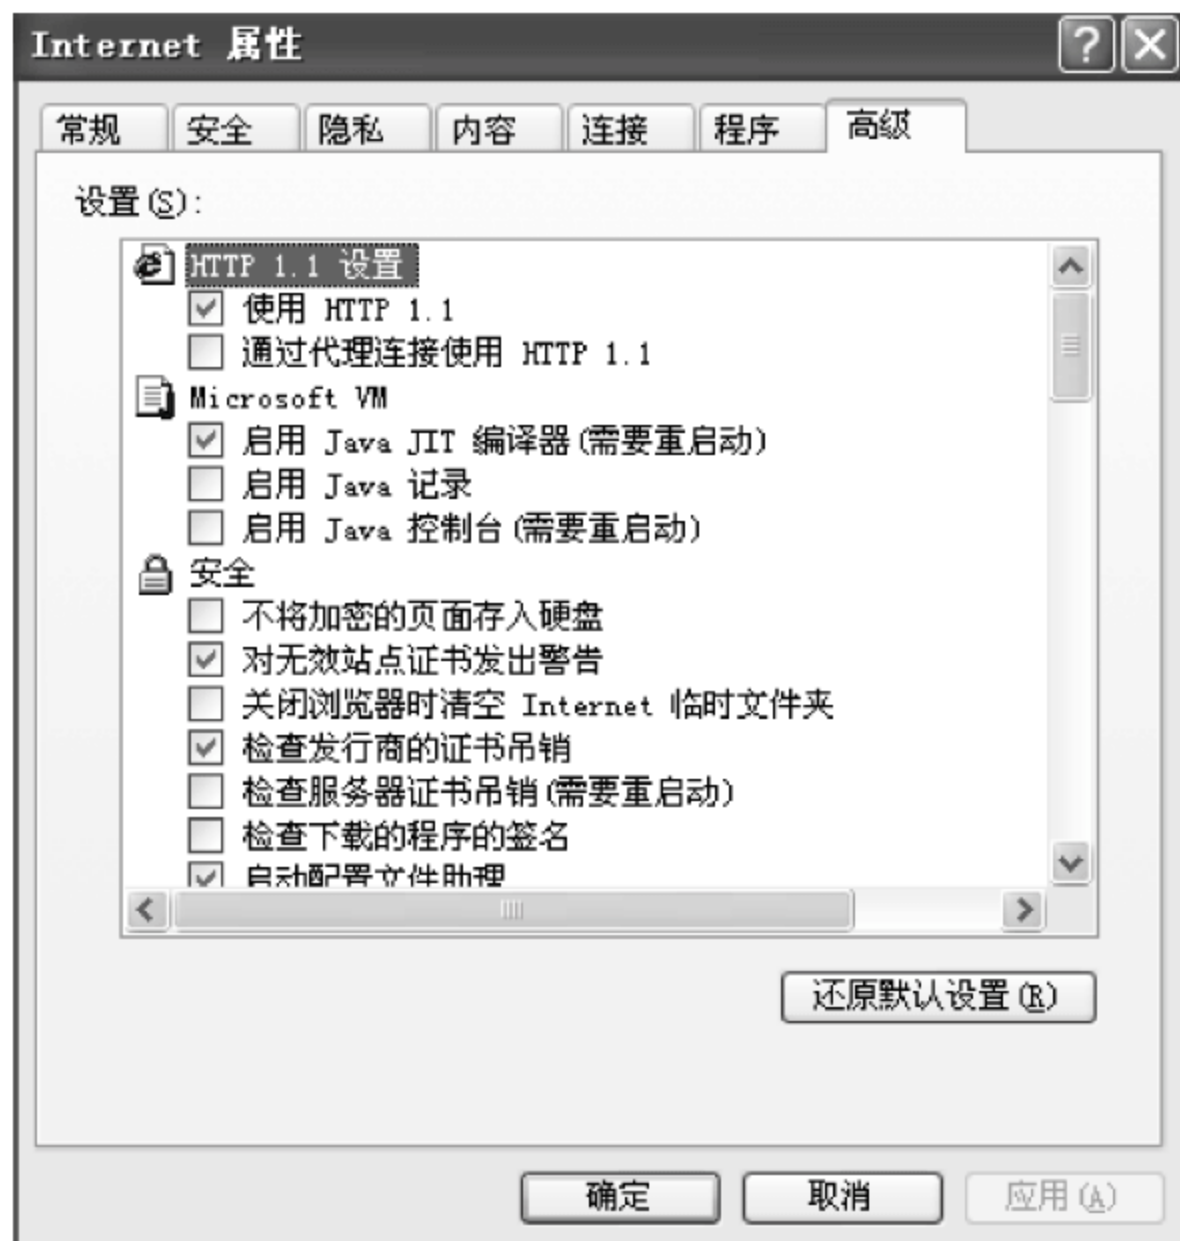 Internet 属性
常规 安全 隐私 内容 连接 程序 高级
设置(S):
HTTP 1.1 设置
使用 HTTP 1.1
通过代理连接使用 HTTP 1.1
Microsoft VM
启用 Java JIT 编译器(需要重启动)
启用 Java 记录
启用 Java 控制台(需要重启动)
安全
不将加密的页面存入硬盘
对无效站点证书发出警告
关闭浏览器时清空 Internet 临时文件夹
检查发行商的证书吊销
检查服务器证书吊销(需要重启动)
检查下载的程序的签名
启动配置文件助理
还原默认设置(R)
确定 取消 应用(A)